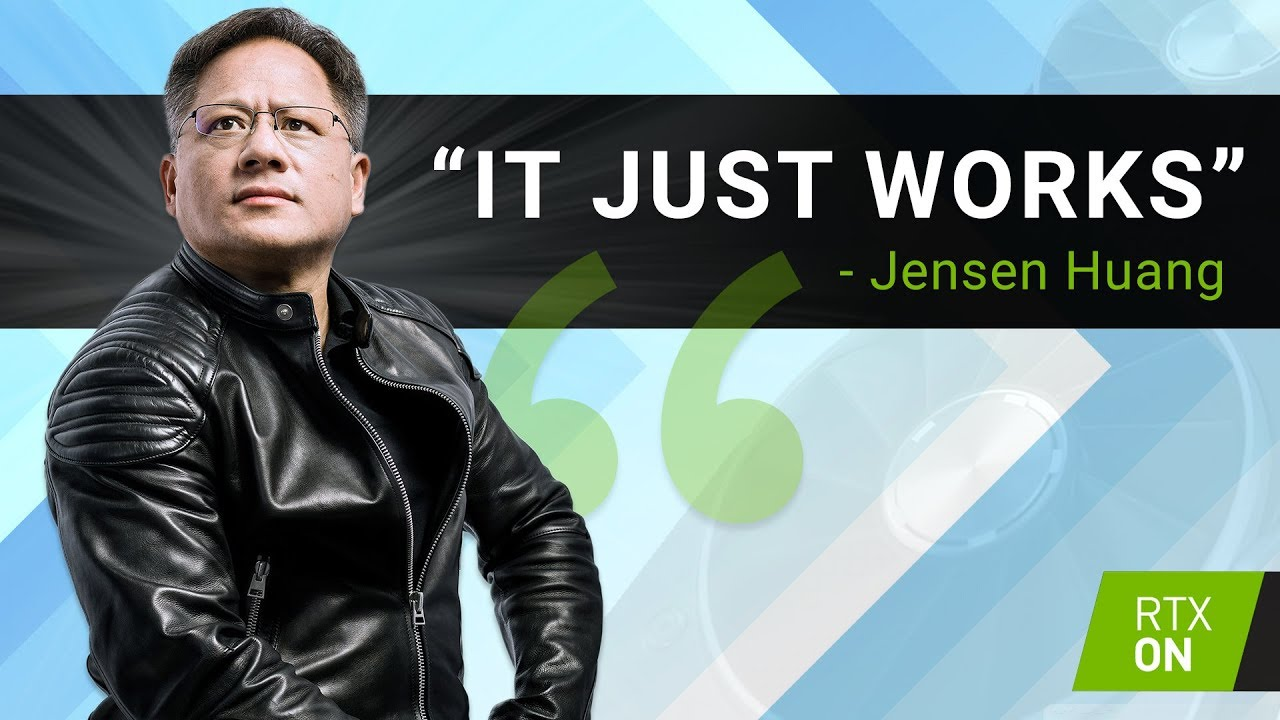 “IT JUST WORKS”
- Jensen Huang
RTX
ON